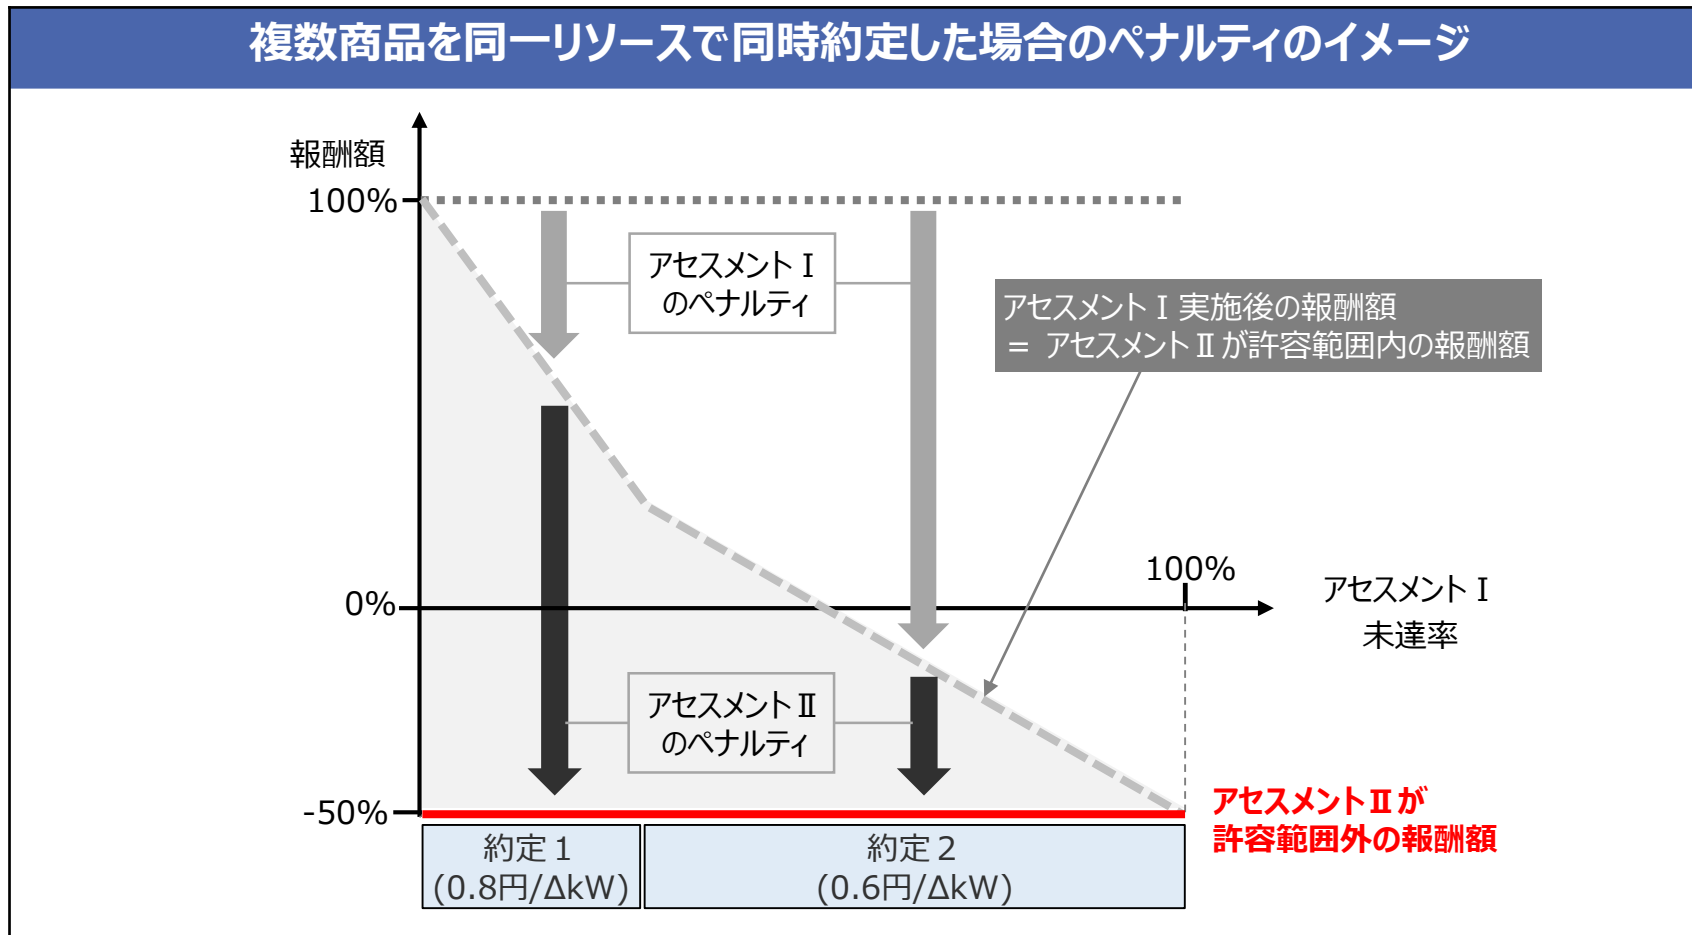 複数商品を同一リソースで同時約定した場合のペナルティのイメージ
報酬額
100%
アセスメントⅠ
のペナルティ
アセスメントⅠ実施後の報酬額
= アセスメントⅡが許容範囲内の報酬額
100%
0%
アセスメントⅠ
未達率
アセスメントⅡ
のペナルティ
-50%
アセスメントⅡが
許容範囲外の報酬額
約定1
(0.8円/ΔkW)
約定2
(0.6円/ΔkW)